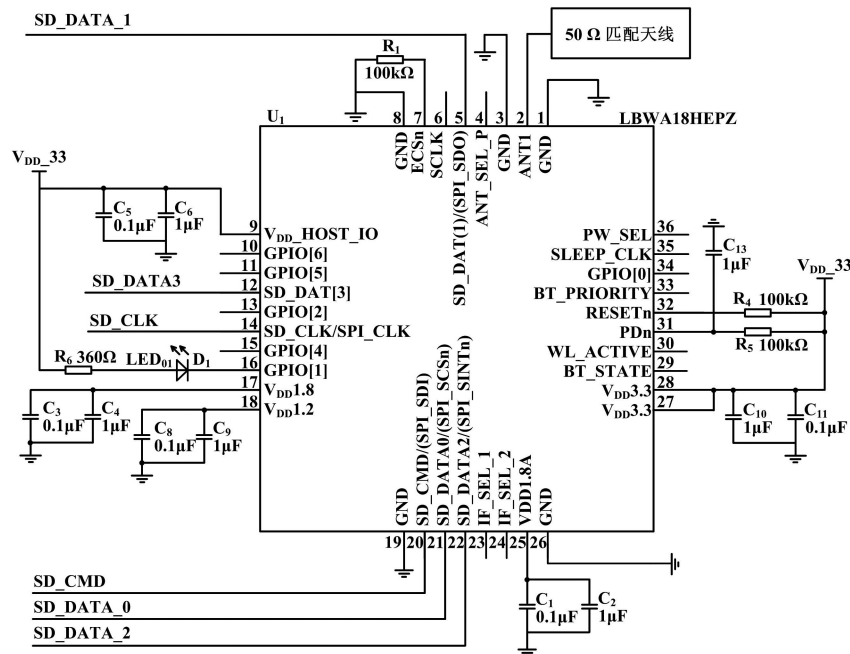 SD_DATA_1
50 Ω 匹配天线
R1
100kΩ
U1
LBWA18HEPZ
8
7
6
5
4
3
2
1
GND
ECSn
SCLK
SD_DAT(1)/(SPI_SDO)
ANT_SEL_P
GND
ANT1
GND
VDD_33
C5
0.1μF
C6
1μF
9
VDD_HOST_IO
10
GPIO[6]
11
GPIO[5]
SD_DATA3
12
SD_DAT[3]
13
GPIO[2]
SD_CLK
14
SD_CLK/SPI_CLK
15
GPIO[4]
R6 360Ω
LED01
D1
16
GPIO[1]
17
VDD1.8
18
VDD1.2
C3
0.1μF
C4
1μF
C8
0.1μF
C9
1μF
PW_SEL
36
SLEEP_CLK
35
GPIO[0]
34
BT_PRIORITY
33
RESETn
32
PDn
31
WL_ACTIVE
30
BT_STATE
29
VDD3.3
28
VDD3.3
27
C13
1μF
VDD_33
R4 100kΩ
R5 100kΩ
C10
1μF
C11
0.1μF
GND
SD_CMD/(SPI_SDI)
SD_DATA0/(SPI_SCSn)
SD_DATA2/(SPI_SINTn)
IF_SEL_1
IF_SEL_2
VDD1.8A
GND
19
20
21
22
23
24
25
26
SD_CMD
SD_DATA_0
SD_DATA_2
C1
0.1μF
C2
1μF